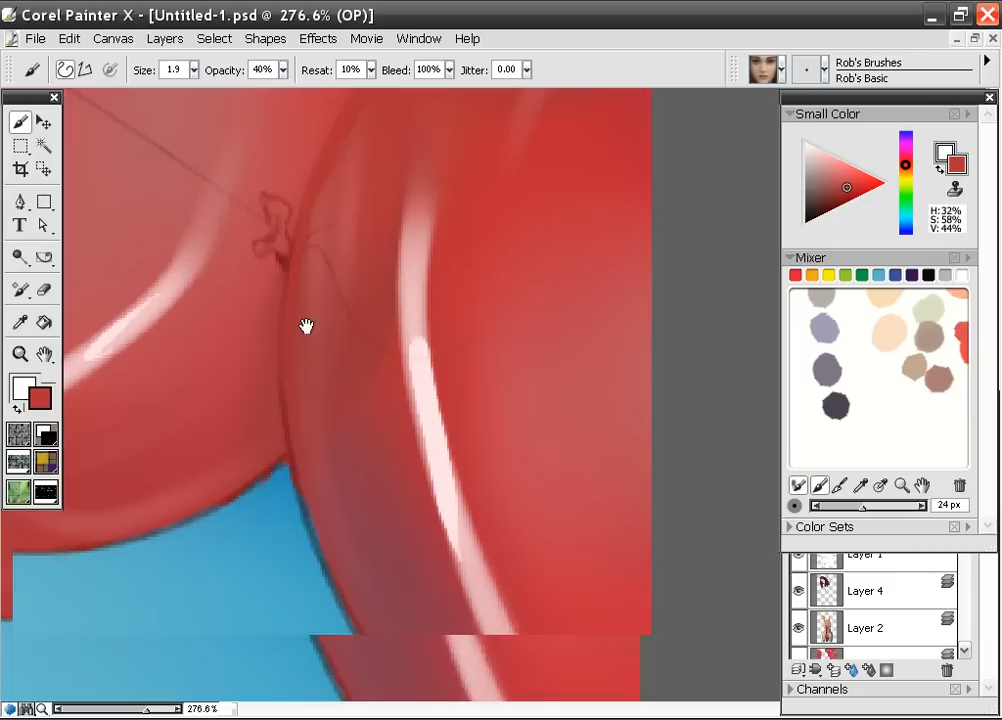 Corel Painter X - [Untitled-1.psd @ 276.6% (OP)]
File Edit Canvas Layers Select Shapes Effects Movie Window Help
Size: 1.9 Opacity: 40% Resat: 10% Bleed: 100% Jitter: 0.00
Rob's Brushes
Rob's Basic
Small Color
H:32%
S: 58%
V: 44%
Mixer
T
24 px
Color Sets
Layer 1
Layer 4
Layer 2
Channels
276.6%